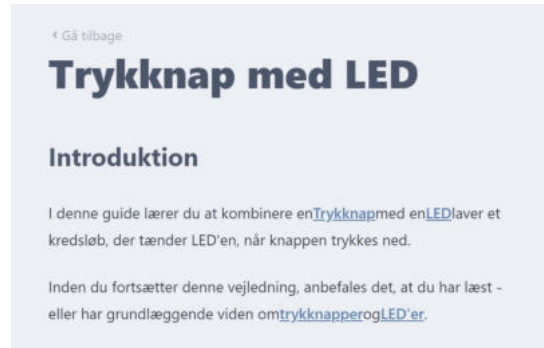 ‹ Gå tilbage
Trykknap med LED
Introduktion
I denne guide lærer du at kombinere enTrykknapmed enLEDlaver et
kredsløb, der tænder LED'en, når knappen trykkes ned.
Inden du fortsætter denne vejledning, anbefales det, at du har læst -
eller har grundlæggende viden omtrykknapperogLED'er.